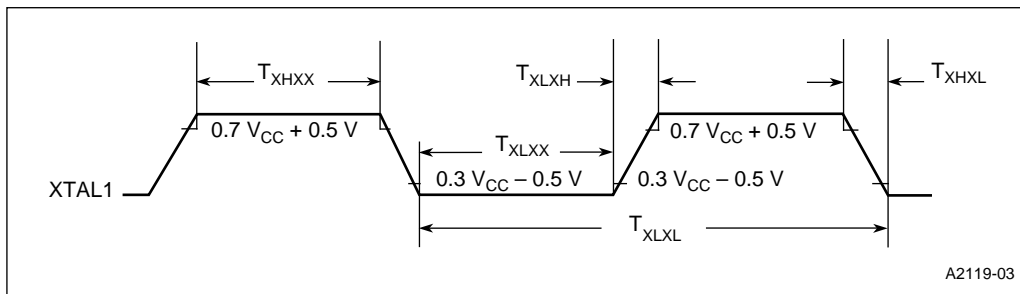 T_XHXX
T_XLXH
T_XHXL
0.7 V_CC + 0.5 V
0.7 V_CC + 0.5 V
T_XLXX
XTAL1
0.3 V_CC – 0.5 V
0.3 V_CC – 0.5 V
T_XLXL
A2119-03